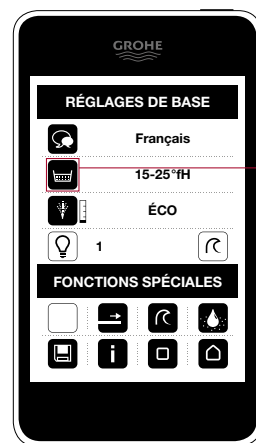 GROHE
RÉGLAGES DE BASE
Français
15-25°fH
ÉCO
1
FONCTIONS SPÉCIALES
i